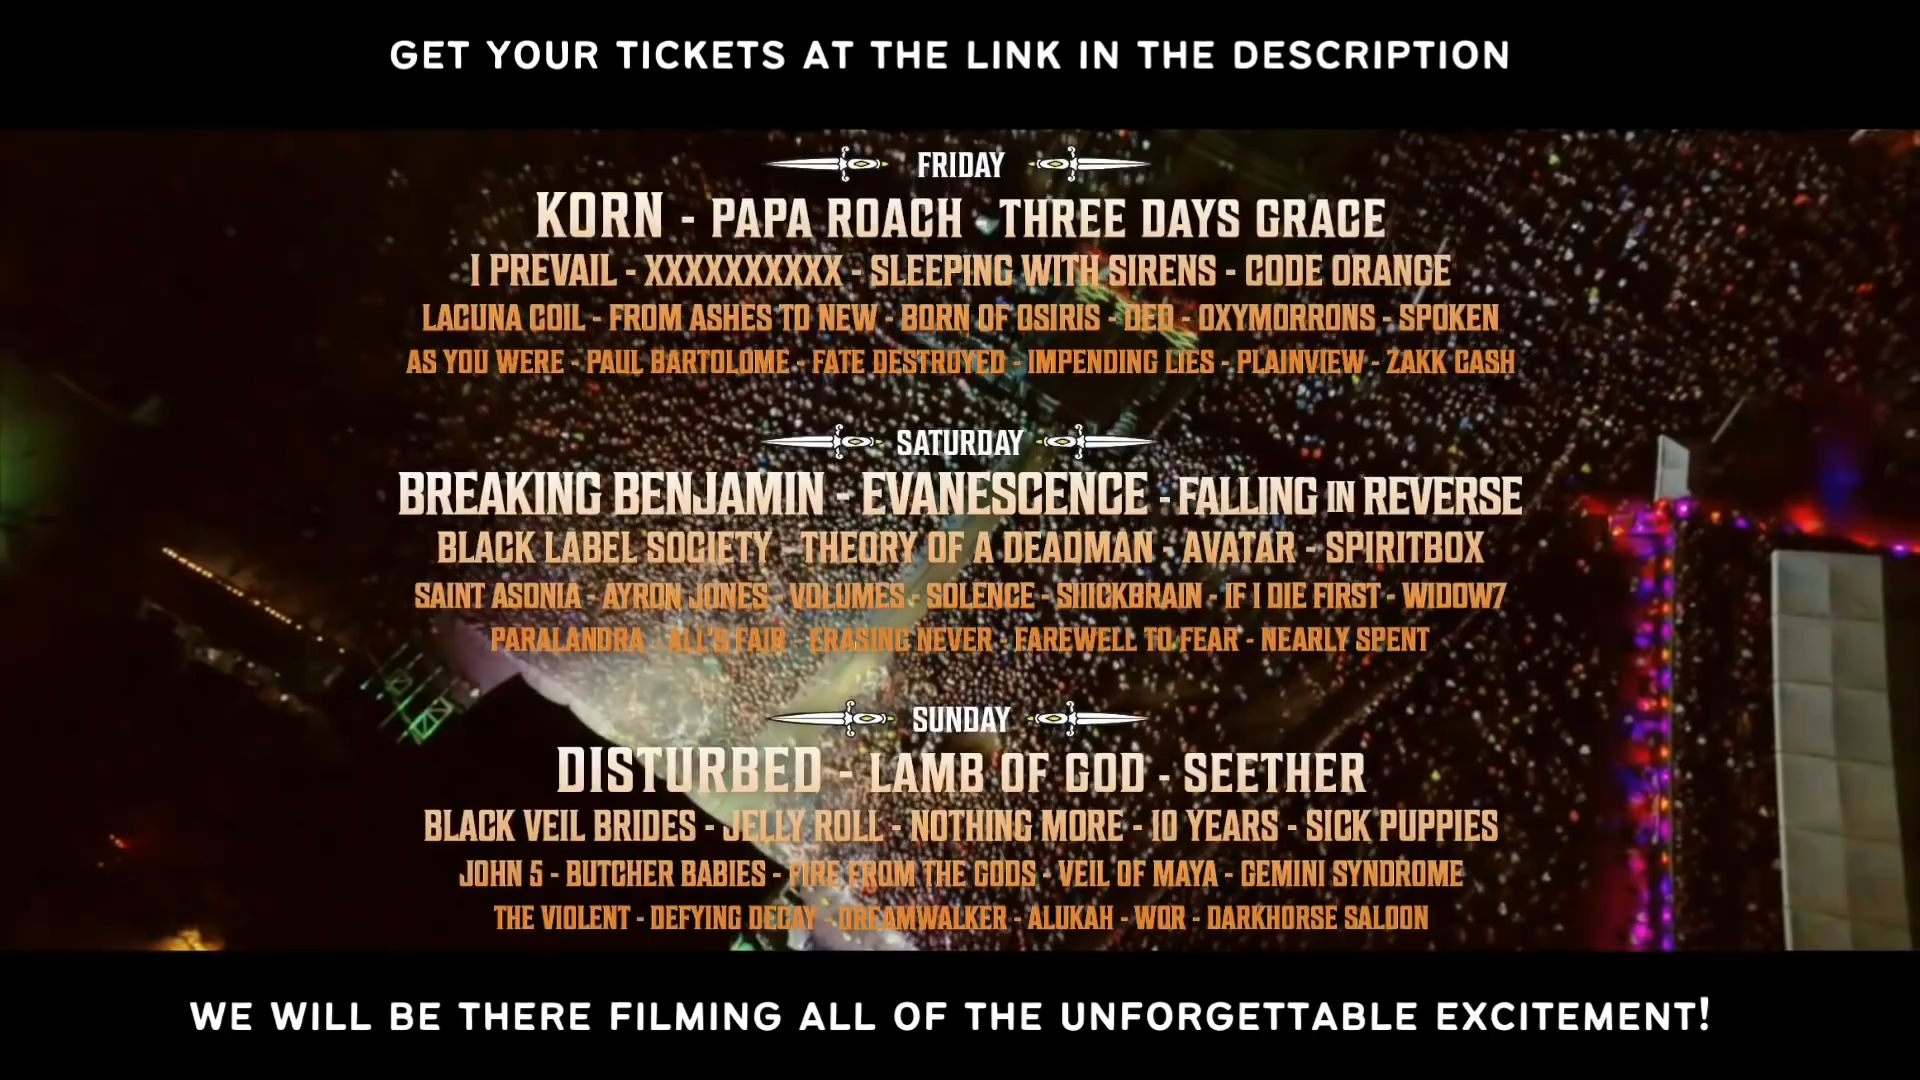 GET YOUR TICKETS AT THE LINK IN THE DESCRIPTION
FRIDAY
KORN - PAPA ROACH - THREE DAYS GRACE
I PREVAIL - XXXXXXXXXX - SLEEPING WITH SIRENS - CODE ORANGE
LACUNA COIL - FROM ASHES TO NEW - BORN OF OSIRIS - DED - OXYMORRONS - SPOKEN
AS YOU WERE - PAUL BARTOLOME - FATE DESTROYED - IMPENDING LIES - PLAINVIEW - ZAKK CASH
SATURDAY
BREAKING BENJAMIN - EVANESCENCE - FALLING IN REVERSE
BLACK LABEL SOCIETY - THEORY OF A DEADMAN - AVATAR - SPIRITBOX
SAINT ASONIA - AYRON JONES - VOLUMES - SOLENCE - SHICKBRAIN - IF I DIE FIRST - WIDOW7
PARALANDRA - ALL'S FAIR - ERASING NEVER - FAREWELL TO FEAR - NEARLY SPENT
SUNDAY
DISTURBED - LAMB OF GOD - SEETHER
BLACK VEIL BRIDES - JELLY ROLL - NOTHING MORE - 10 YEARS - SICK PUPPIES
JOHN 5 - BUTCHER BABIES - FIRE FROM THE GODS - VEIL OF MAYA - GEMINI SYNDROME
THE VIOLENT - DEFYING DECAY - DREAMWALKER - ALUKAH - WOR - DARKHORSE SALOON
WE WILL BE THERE FILMING ALL OF THE UNFORGETTABLE EXCITEMENT!